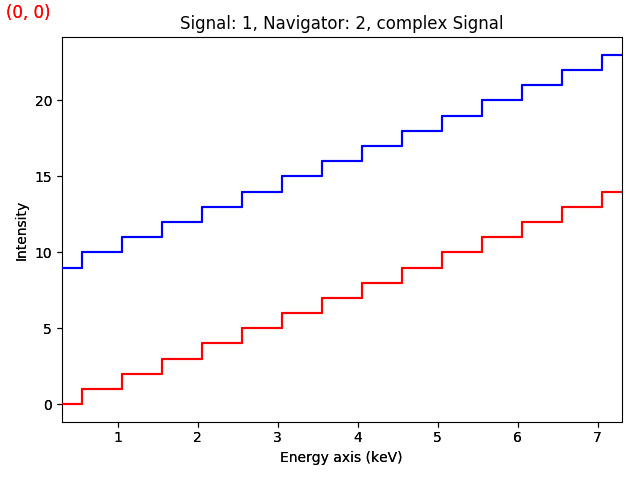 (0, 0)
Signal: 1, Navigator: 2, complex Signal
20
15
10
5
0
Intensity
1 2 3 4 5 6 7
Energy axis (keV)